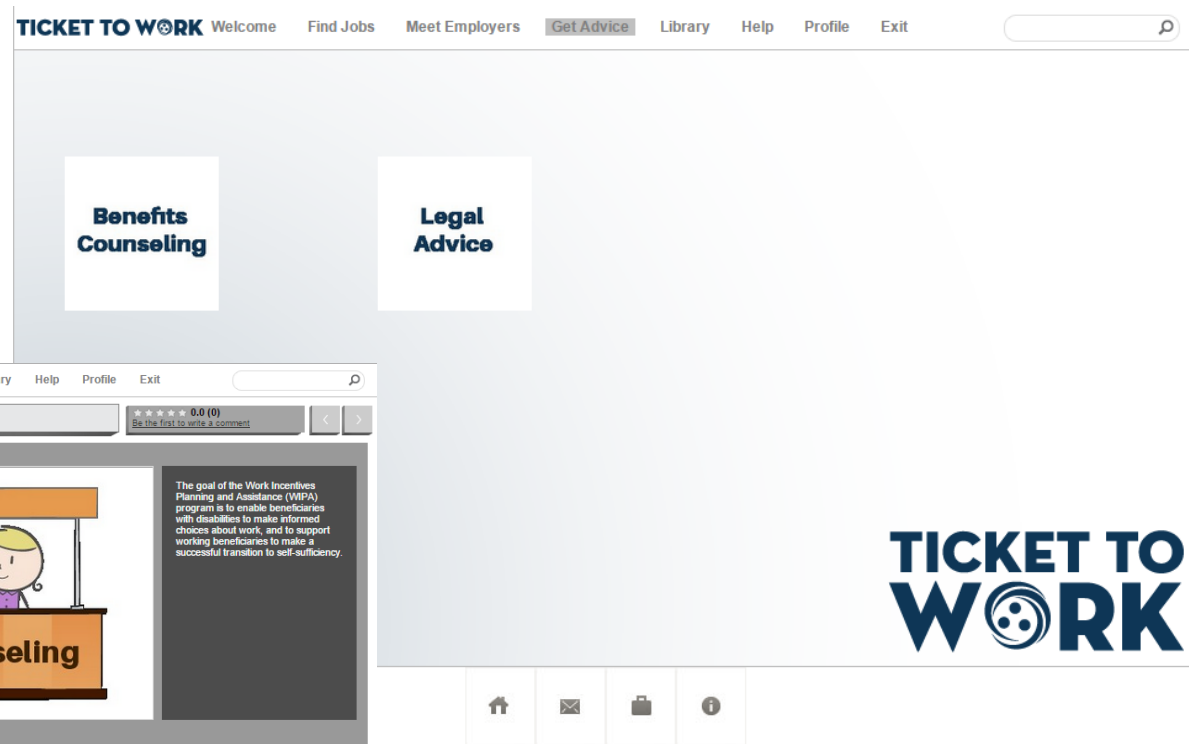 TICKET TO WORK Welcome Find Jobs Meet Employers Get Advice Library Help Profile Exit
Benefits
Counseling
Legal
Advice
ry Help Profile Exit
0.0 (0)
Be the first to write a comment
The goal of the Work Incentives
Planning and Assistance (WIPA)
program is to enable beneficiaries
with disabilities to make informed
choices about work, and to support
working beneficiaries to make a
successful transition to self-sufficiency.
seling
TICKET TO
WORK